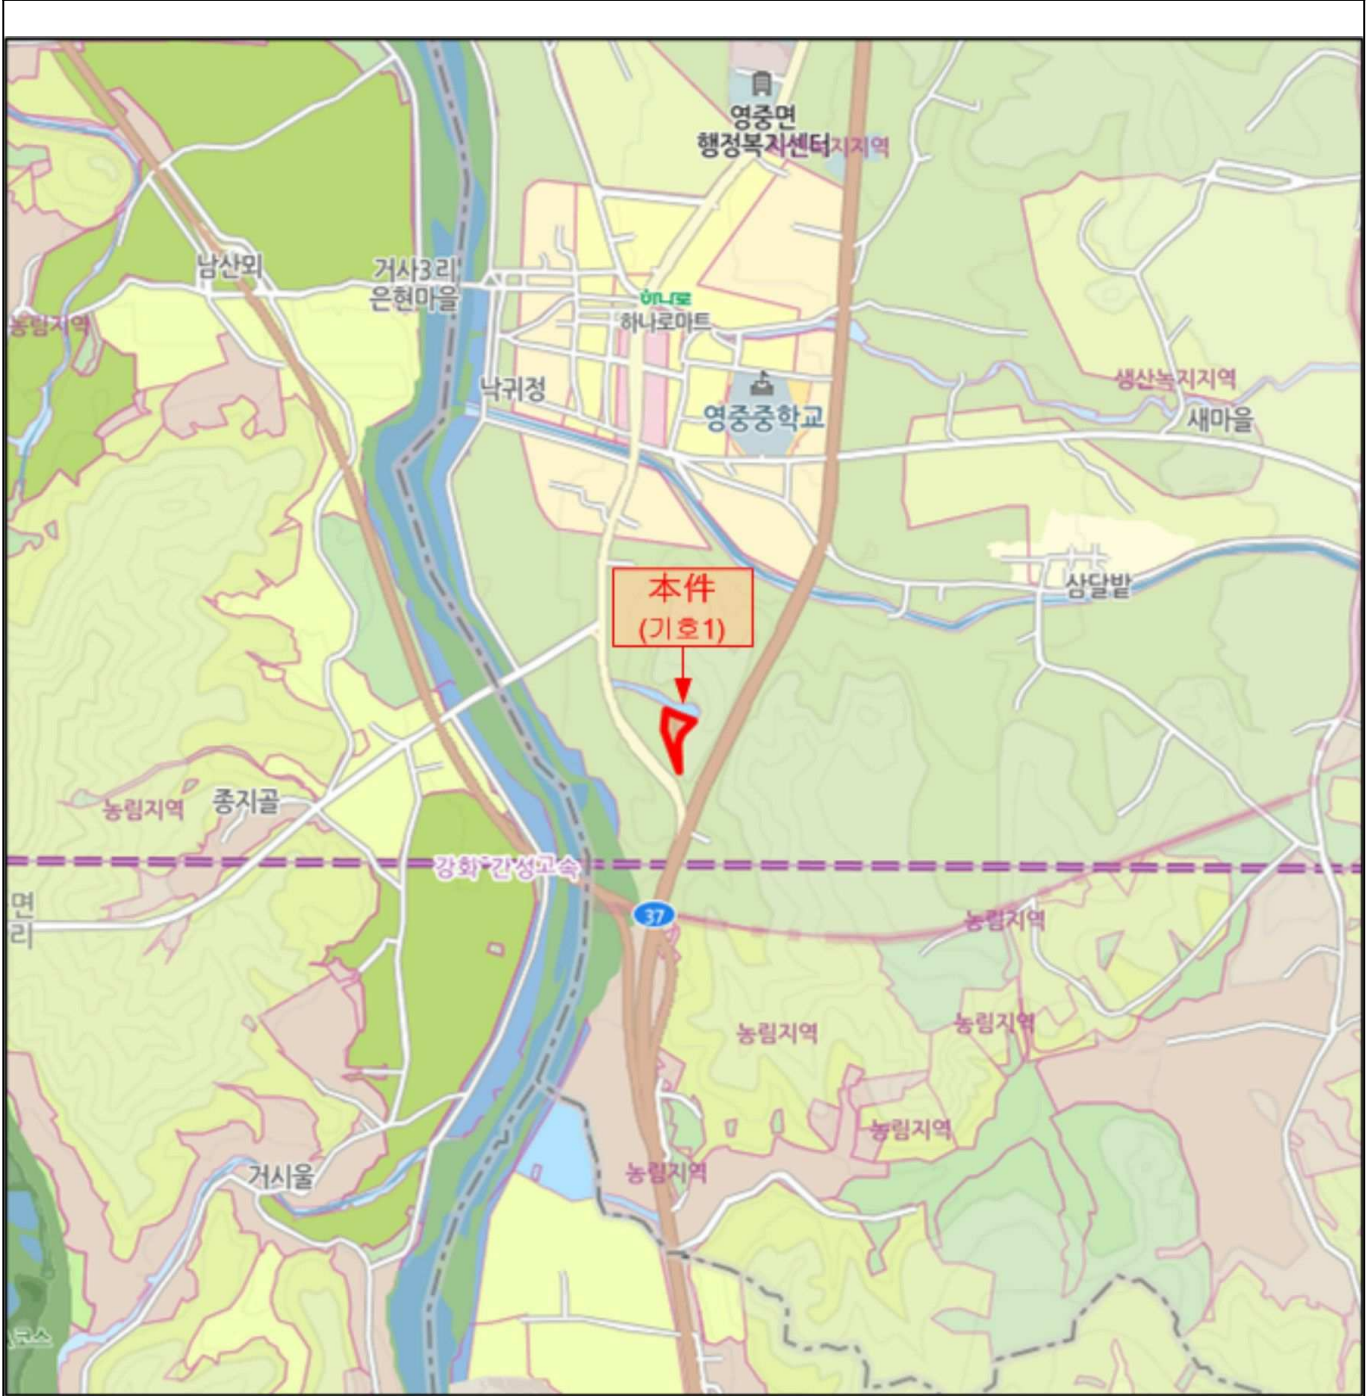 영중면
행정복지센터
남산뫼
거사3리
은현마을
하나로
하나로마트
농림지역
낙귀정
영중중학교
생산녹지지역
새마을
삼달밭
本件
(기호1)
농림지역
종지골
강화-간성고속
면
리
37
농림지역
농림지역
농림지역
농림지역
농림지역
거시울
코스